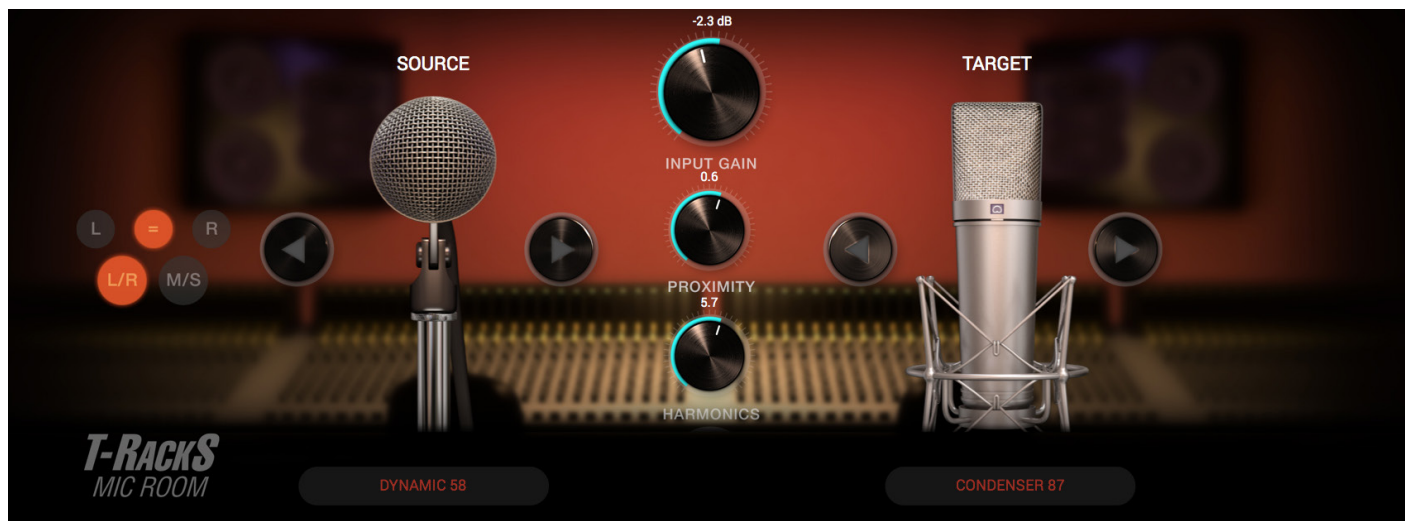 -2.3 dB
SOURCE
TARGET
INPUT GAIN
0.6
L
=
R
L/R
M/S
PROXIMITY
5.7
HARMONICS
T-RACKS
MIC ROOM
DYNAMIC 58
CONDENSER 87